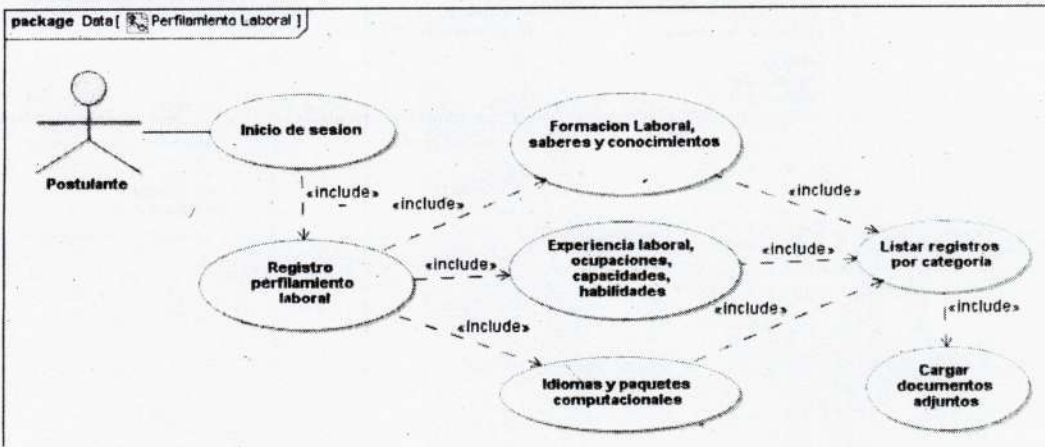 package Data [ Perfilamiento Laboral ]
Postulante
Inicio de sesion
«include»
Registro
perfilamiento
laboral
«include»
Formacion Laboral,
saberes y conocimientos
«include»
Experiencia laboral,
ocupaciones,
capacidades,
habilidades
«include»
Idiomas y paquetes
computacionales
«include»
«include»
«include»
Listar registros
por categoría
«include»
Cargar
documentos
adjuntos